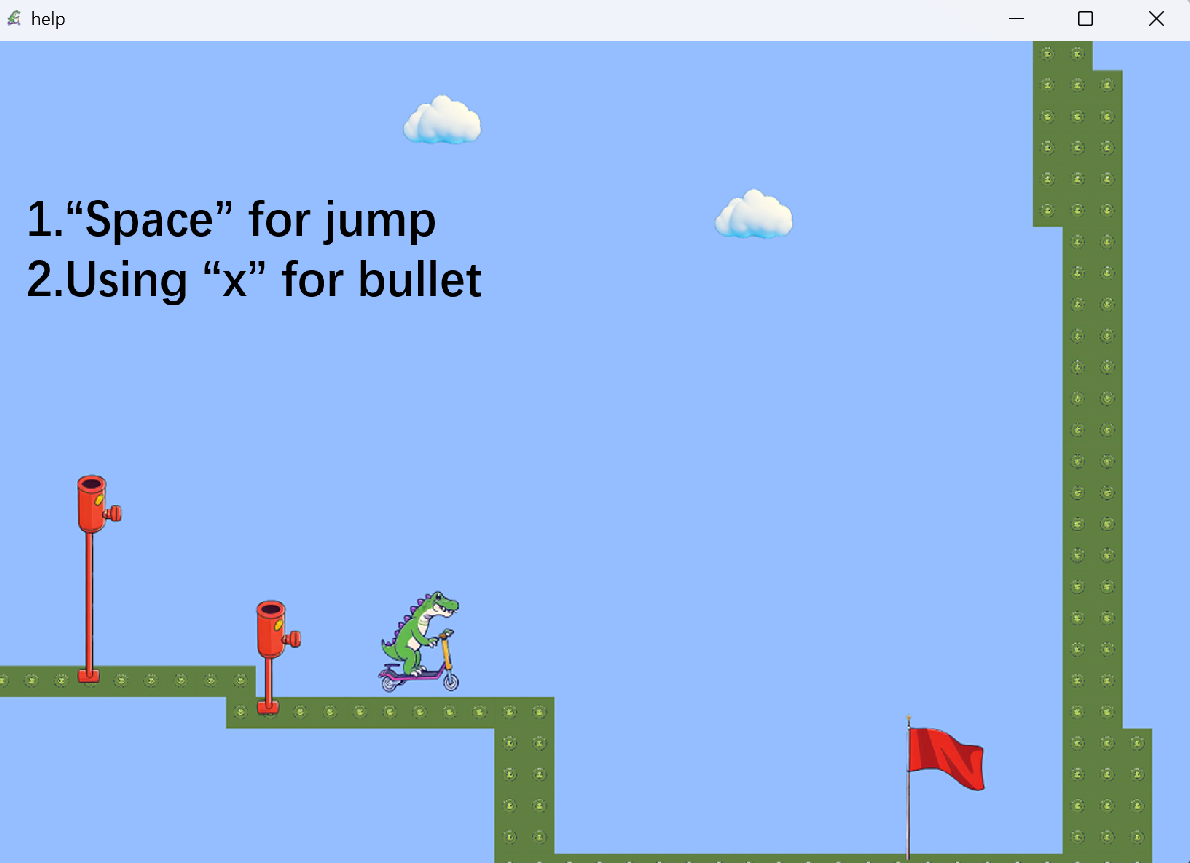 help
1.“Space” for jump
2.Using “x” for bullet